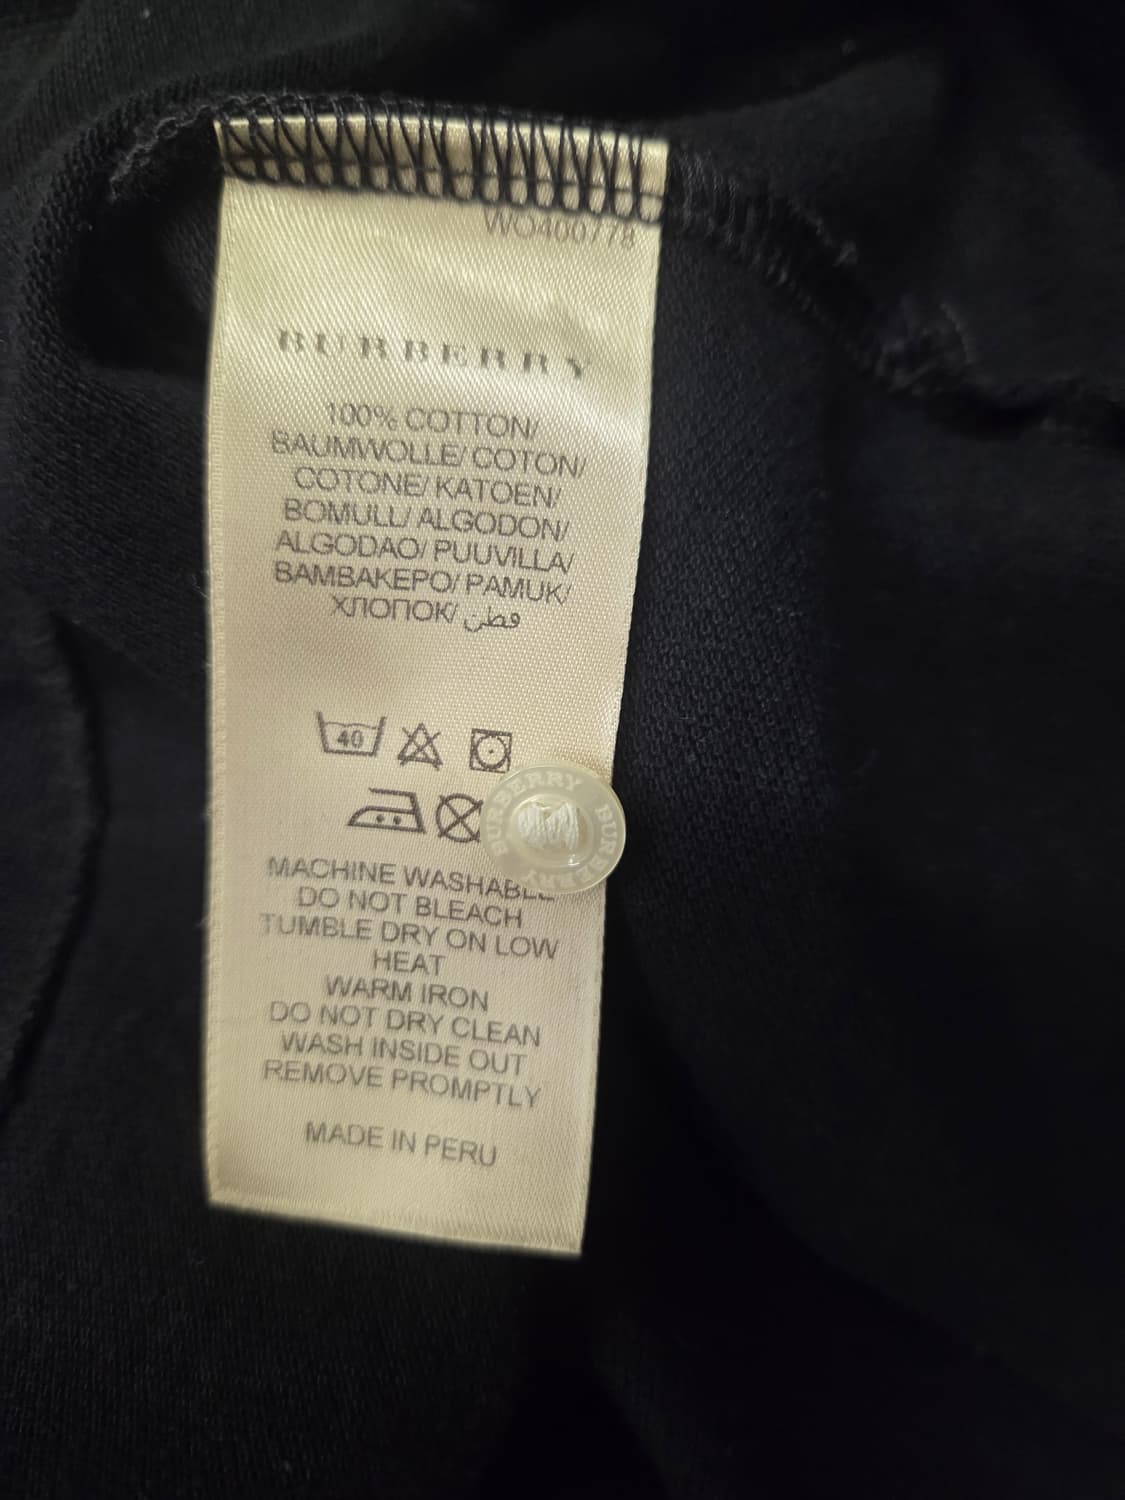 WO400778
BURBERRY
100% COTTON/
BAUMWOLLE/ COTON/
COTONE/ KATOEN/
BOMULL/ ALGODON/
ALGODAO/ PUUVILLA/
BAMBAKEPO/ PAMUK/
ХЛОПОК/ قطن
40
BURBERRY BURBERRY
MACHINE WASHABLE
DO NOT BLEACH
TUMBLE DRY ON LOW
HEAT
WARM IRON
DO NOT DRY CLEAN
WASH INSIDE OUT
REMOVE PROMPTLY
MADE IN PERU